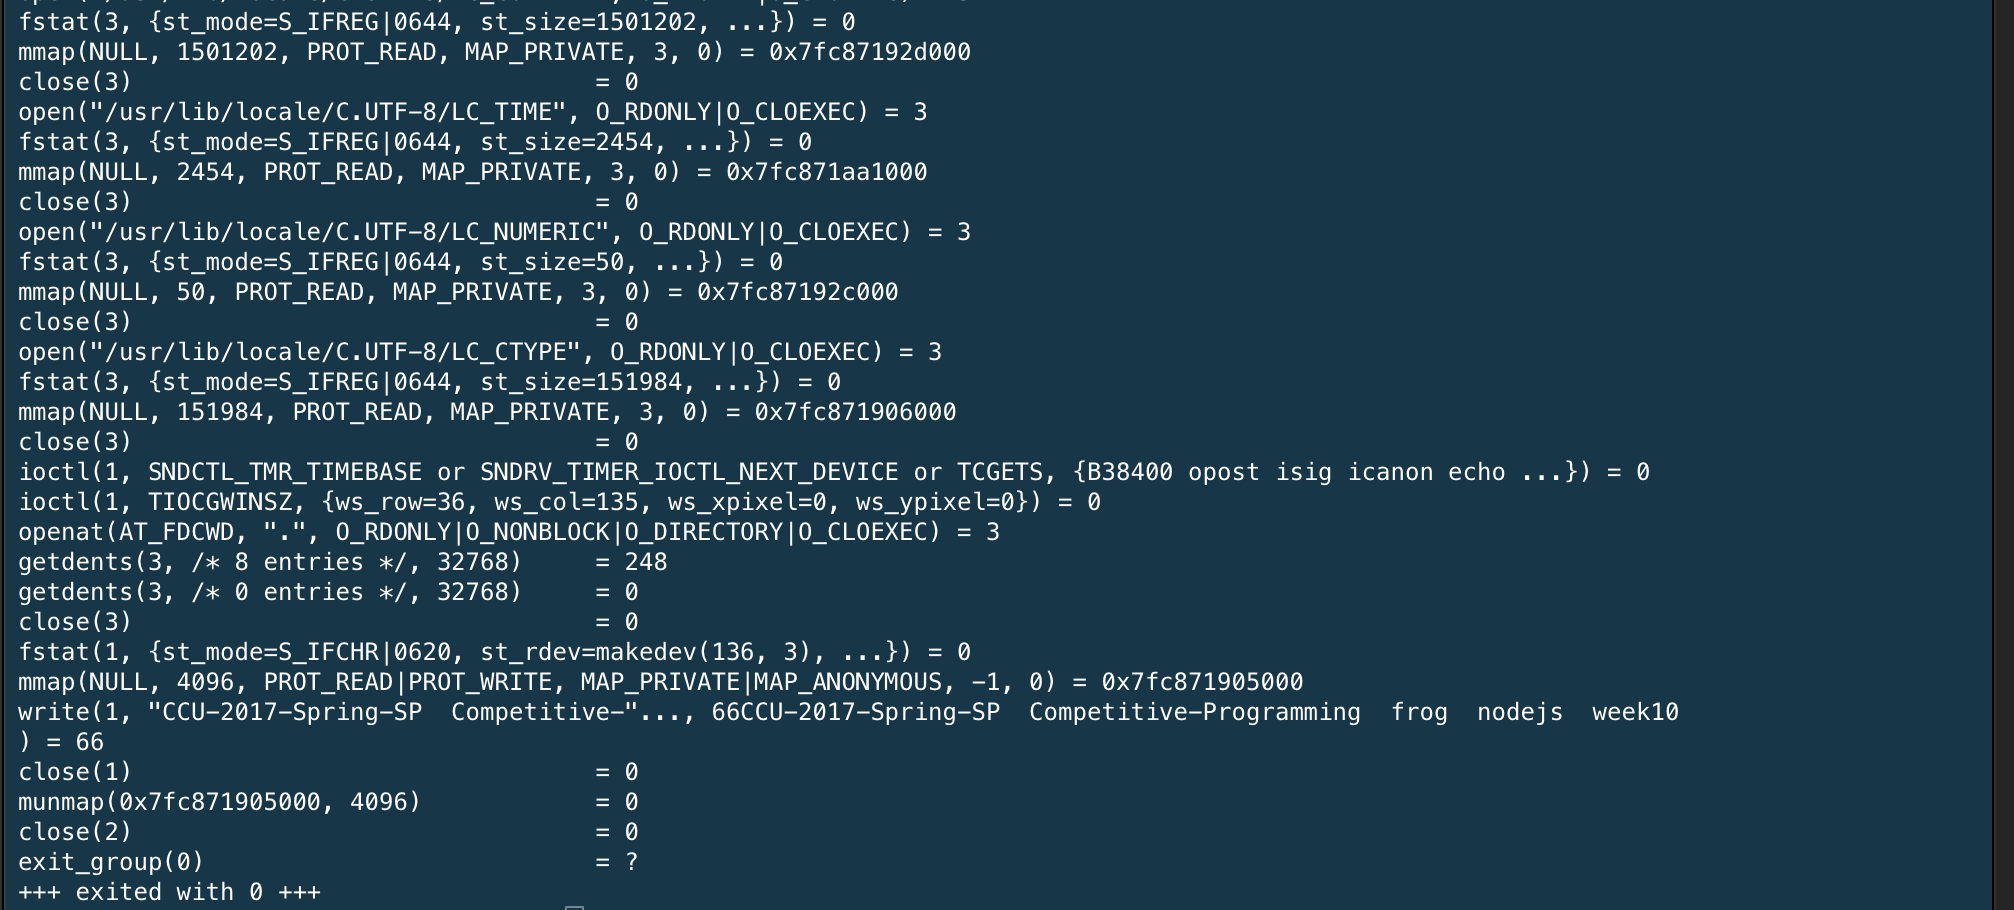 fstat(3, {st_mode=S_IFREG|0644, st_size=1501202, ...}) = 0
mmap(NULL, 1501202, PROT_READ, MAP_PRIVATE, 3, 0) = 0x7fc87192d000
close(3)                                = 0
open("/usr/lib/locale/C.UTF-8/LC_TIME", O_RDONLY|O_CLOEXEC) = 3
fstat(3, {st_mode=S_IFREG|0644, st_size=2454, ...}) = 0
mmap(NULL, 2454, PROT_READ, MAP_PRIVATE, 3, 0) = 0x7fc871aa1000
close(3)                                = 0
open("/usr/lib/locale/C.UTF-8/LC_NUMERIC", O_RDONLY|O_CLOEXEC) = 3
fstat(3, {st_mode=S_IFREG|0644, st_size=50, ...}) = 0
mmap(NULL, 50, PROT_READ, MAP_PRIVATE, 3, 0) = 0x7fc87192c000
close(3)                                = 0
open("/usr/lib/locale/C.UTF-8/LC_CTYPE", O_RDONLY|O_CLOEXEC) = 3
fstat(3, {st_mode=S_IFREG|0644, st_size=151984, ...}) = 0
mmap(NULL, 151984, PROT_READ, MAP_PRIVATE, 3, 0) = 0x7fc871906000
close(3)                                = 0
ioctl(1, SNDCTL_TMR_TIMEBASE or SNDRV_TIMER_IOCTL_NEXT_DEVICE or TCGETS, {B38400 opost isig icanon echo ...}) = 0
ioctl(1, TIOCGWINSZ, {ws_row=36, ws_col=135, ws_xpixel=0, ws_ypixel=0}) = 0
openat(AT_FDCWD, ".", O_RDONLY|O_NONBLOCK|O_DIRECTORY|O_CLOEXEC) = 3
getdents(3, /* 8 entries */, 32768)     = 248
getdents(3, /* 0 entries */, 32768)     = 0
close(3)                                = 0
fstat(1, {st_mode=S_IFCHR|0620, st_rdev=makedev(136, 3), ...}) = 0
mmap(NULL, 4096, PROT_READ|PROT_WRITE, MAP_PRIVATE|MAP_ANONYMOUS, -1, 0) = 0x7fc871905000
write(1, "CCU-2017-Spring-SP  Competitive-"..., 66CCU-2017-Spring-SP  Competitive-Programming  frog  nodejs  week10
) = 66
close(1)                                = 0
munmap(0x7fc871905000, 4096)            = 0
close(2)                                = 0
exit_group(0)                           = ?
+++ exited with 0 +++